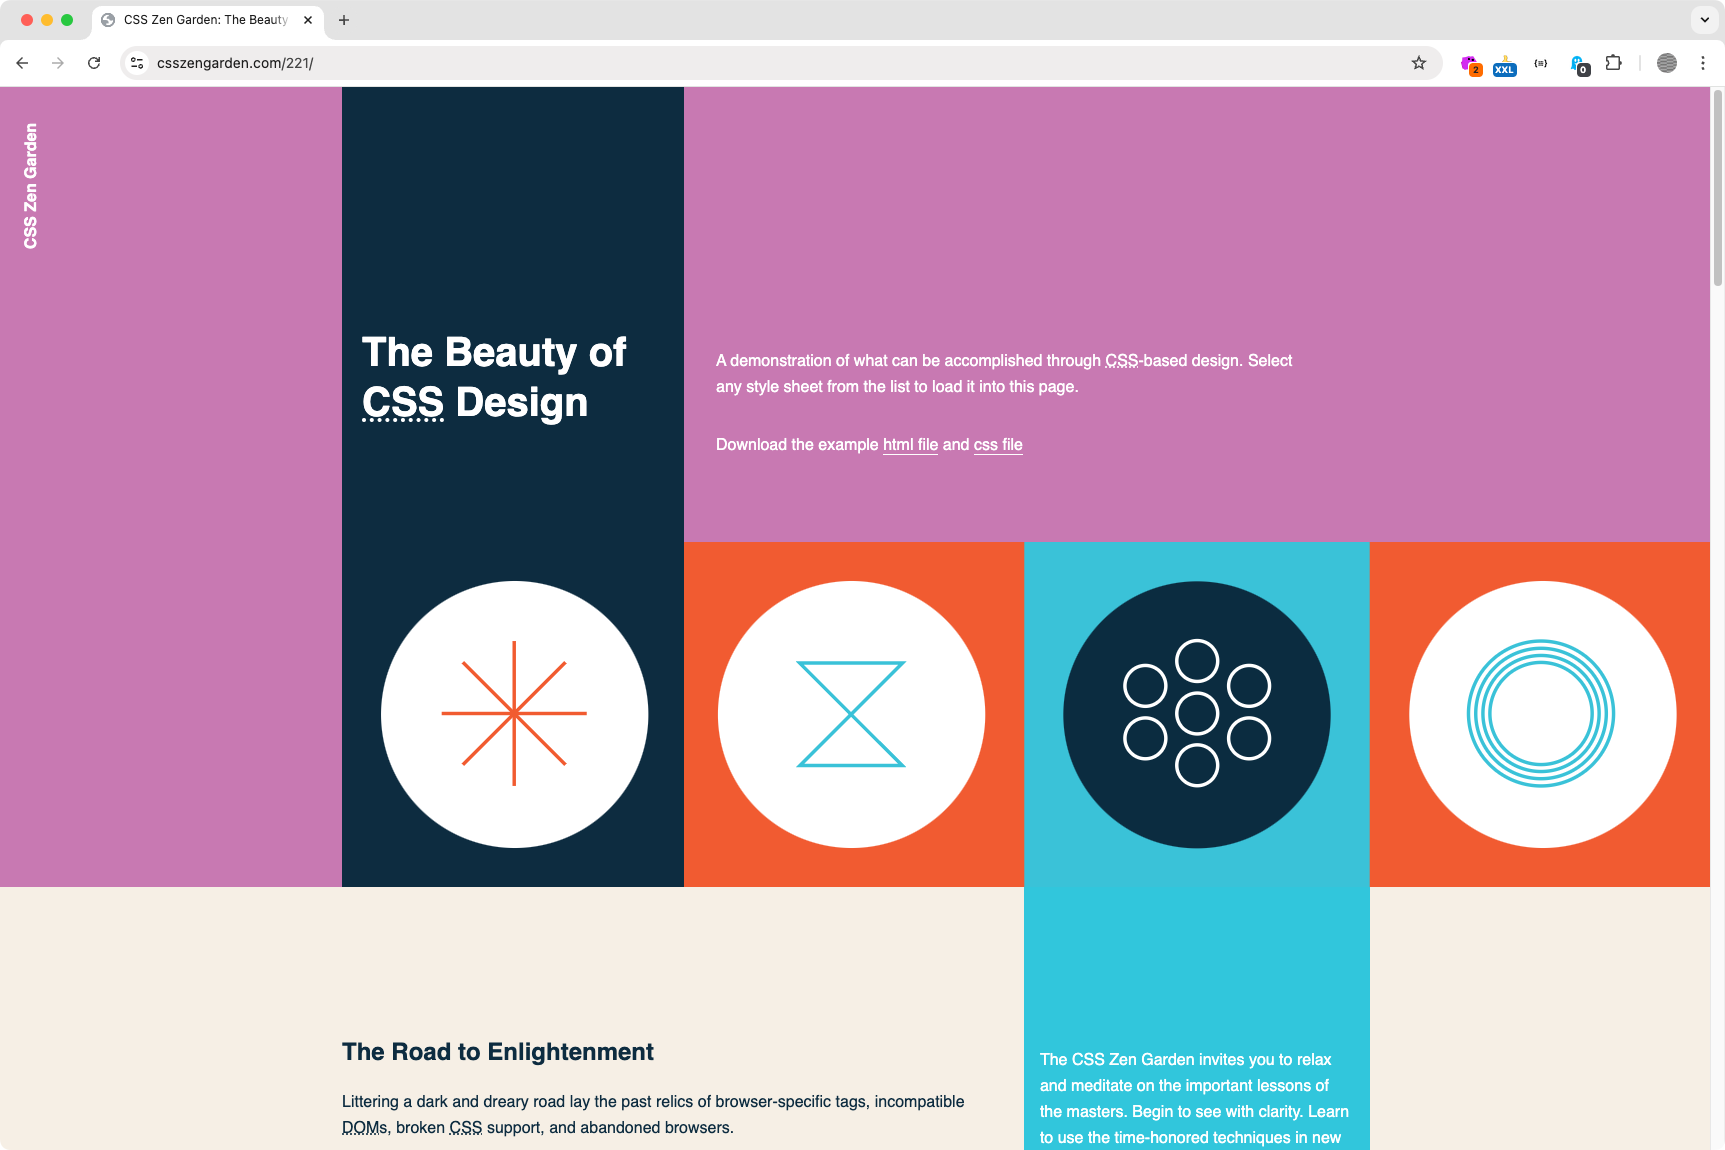 CSS Zen Garden: The Beauty
csszengarden.com/221/
2
XXL
0
CSS Zen Garden
The Beauty of
CSS Design
A demonstration of what can be accomplished through CSS-based design. Select
any style sheet from the list to load it into this page.
Download the example html file and css file
The Road to Enlightenment
Littering a dark and dreary road lay the past relics of browser-specific tags, incompatible
DOMs, broken CSS support, and abandoned browsers.
The CSS Zen Garden invites you to relax
and meditate on the important lessons of
the masters. Begin to see with clarity. Learn
to use the time-honored techniques in new